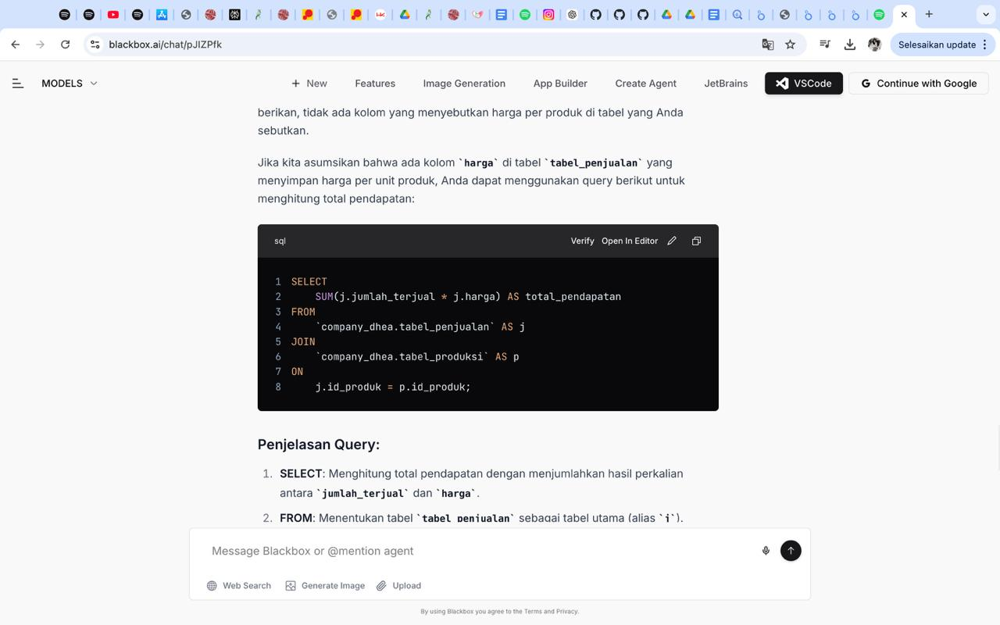 blackbox.ai/chat/pJIZPfk
Selesaikan update
MODELS
New
Features
Image Generation
App Builder
Create Agent
JetBrains
VSCode
Continue with Google
berikan, tidak ada kolom yang menyebutkan harga per produk di tabel yang Anda
sebutkan.
Jika kita asumsikan bahwa ada kolom `harga` di tabel `tabel_penjualan` yang
menyimpan harga per unit produk, Anda dapat menggunakan query berikut untuk
menghitung total pendapatan:
sql
Verify
Open In Editor
1 SELECT
2 SUM(j.jumlah_terjual * j.harga) AS total_pendapatan
3 FROM
4 `company_dhea.tabel_penjualan` AS j
5 JOIN
6 `company_dhea.tabel_produksi` AS p
7 ON
8 j.id_produk = p.id_produk;
Penjelasan Query:
1. SELECT: Menghitung total pendapatan dengan menjumlahkan hasil perkalian
antara `jumlah_terjual` dan `harga`.
2. FROM: Menentukan tabel `tabel_penjualan` sebagai tabel utama (alias `j`).
Message Blackbox or @mention agent
Web Search
Generate Image
Upload
By using Blackbox you agree to the Terms and Privacy.